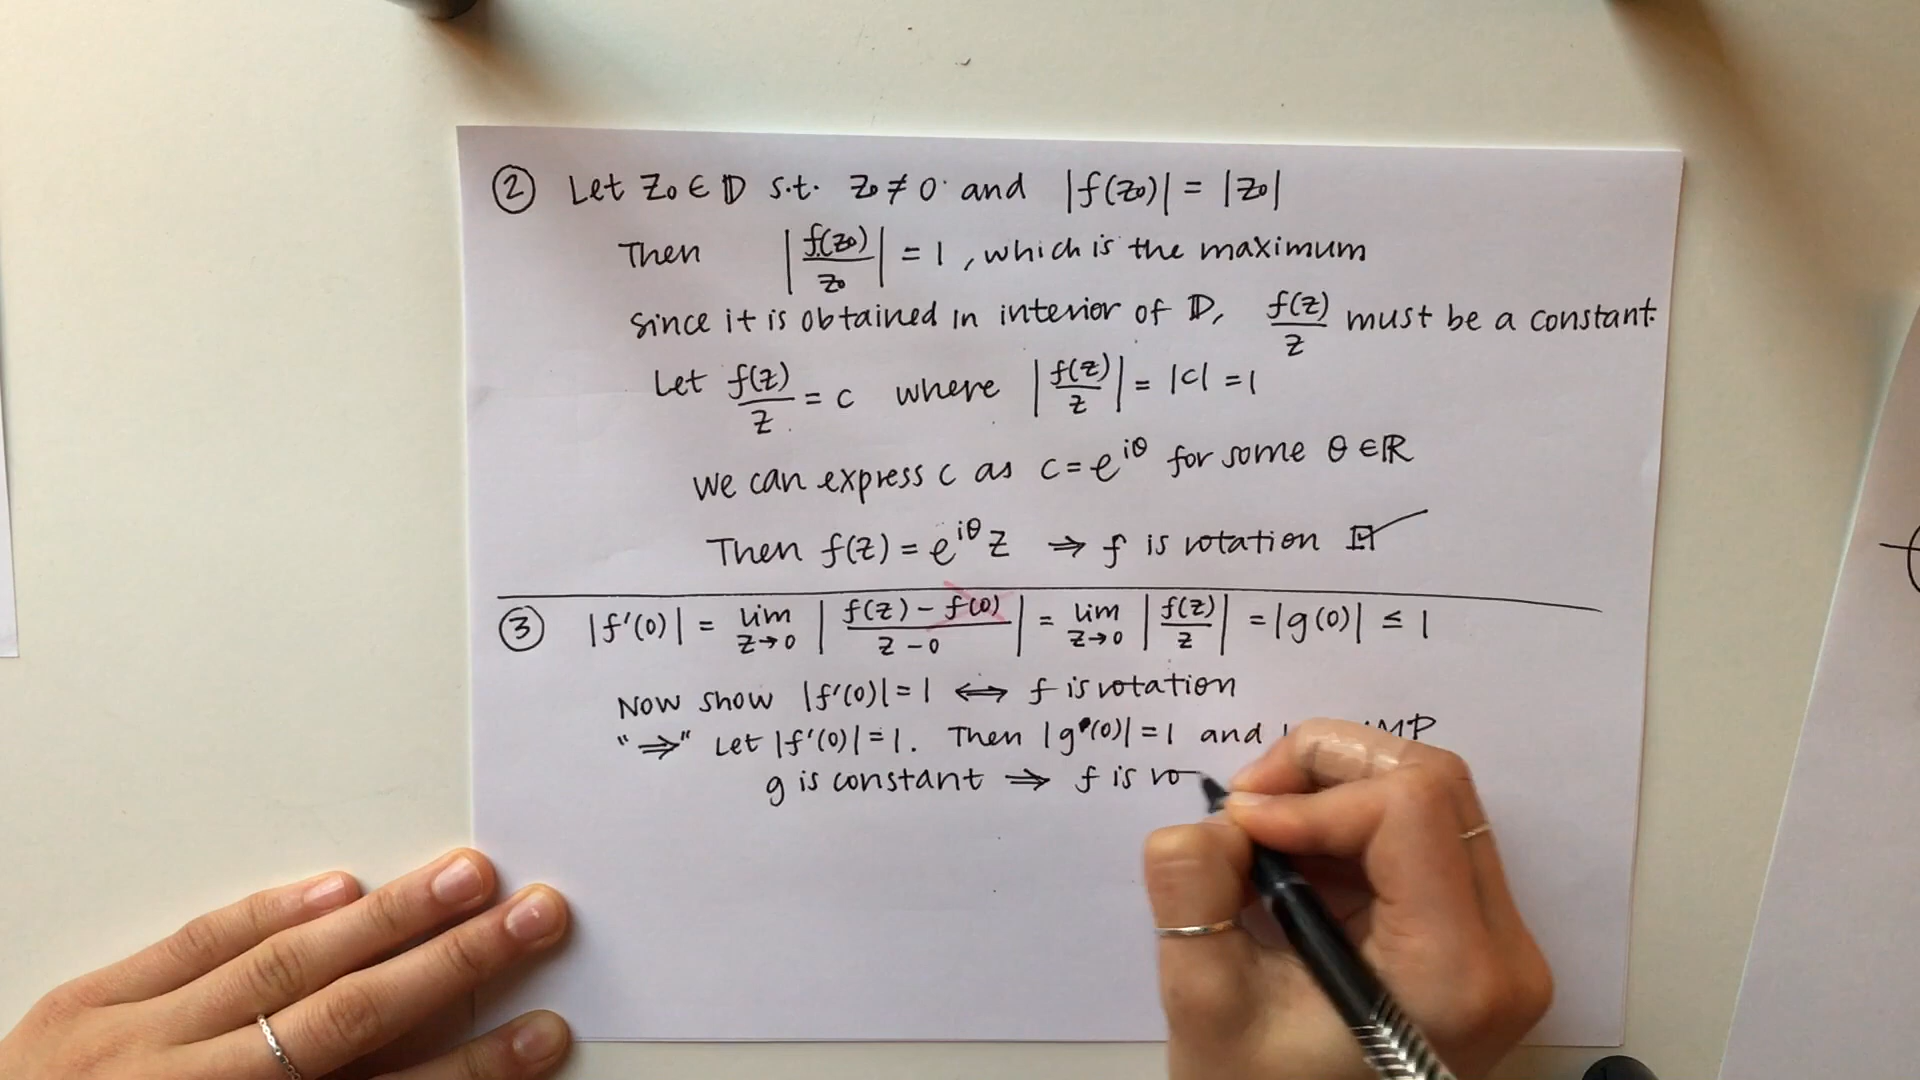 ② Let z₀ ∈ 𝔻 s.t. z₀ ≠ 0 and |f(z₀)| = |z₀|
Then |f(z₀)/z₀| = 1, which is the maximum
since it is obtained in interior of 𝔻, f(z)/z must be a constant.
Let f(z)/z = c where |f(z)/z| = |c| = 1
we can express c as c = e^{iθ} for some θ ∈ ℝ
Then f(z) = e^{iθ} z ⇒ f is rotation ☑
③ |f'(0)| = lim_{z→0} |(f(z) - f(0))/(z - 0)| = lim_{z→0} |f(z)/z| = |g(0)| ≤ 1
Now show |f'(0)| = 1 ⟺ f is rotation
"⇒" Let |f'(0)| = 1. Then |g(0)| = 1 and
g is constant ⇒ f is ro